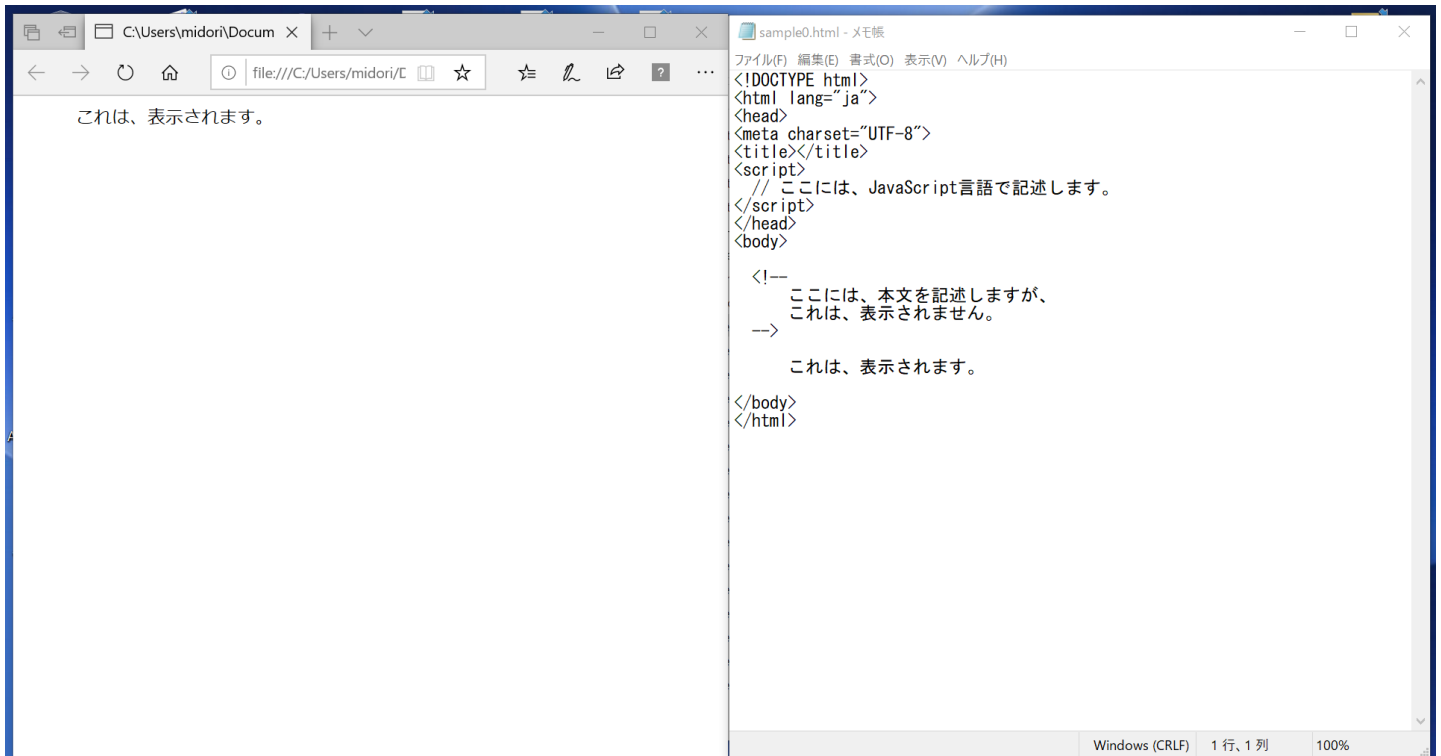 C:\Users\midori\Docum
file:///C:/Users/midori/D
これは、表示されます。
sample0.html - メモ帳
ファイル(F) 編集(E) 書式(O) 表示(V) ヘルプ(H)
<!DOCTYPE html>
<html lang="ja">
<head>
<meta charset="UTF-8">
<title></title>
<script>
// ここには、JavaScript言語で記述します。
</script>
</head>
<body>
<!--
ここには、本文を記述しますが、
これは、表示されません。
-->
これは、表示されます。
</body>
</html>
Windows (CRLF) 1 行、1 列 100%